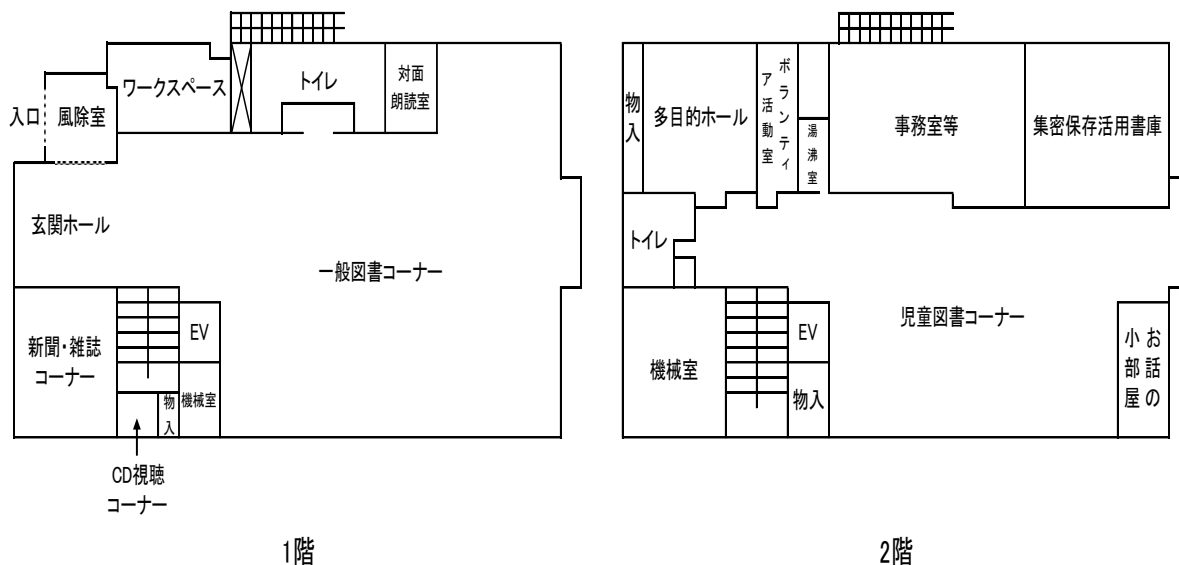 入口
風除室
ワークスペース
トイレ
対面
朗読室
玄関ホール
一般図書コーナー
新聞・雑誌
コーナー
EV
物入
機械室
CD視聴
コーナー
1階
物入
多目的ホール
ボランティ
ア活動室
湯沸室
事務室等
集密保存活用書庫
トイレ
児童図書コーナー
機械室
EV
物入
お話の
小部屋
2階